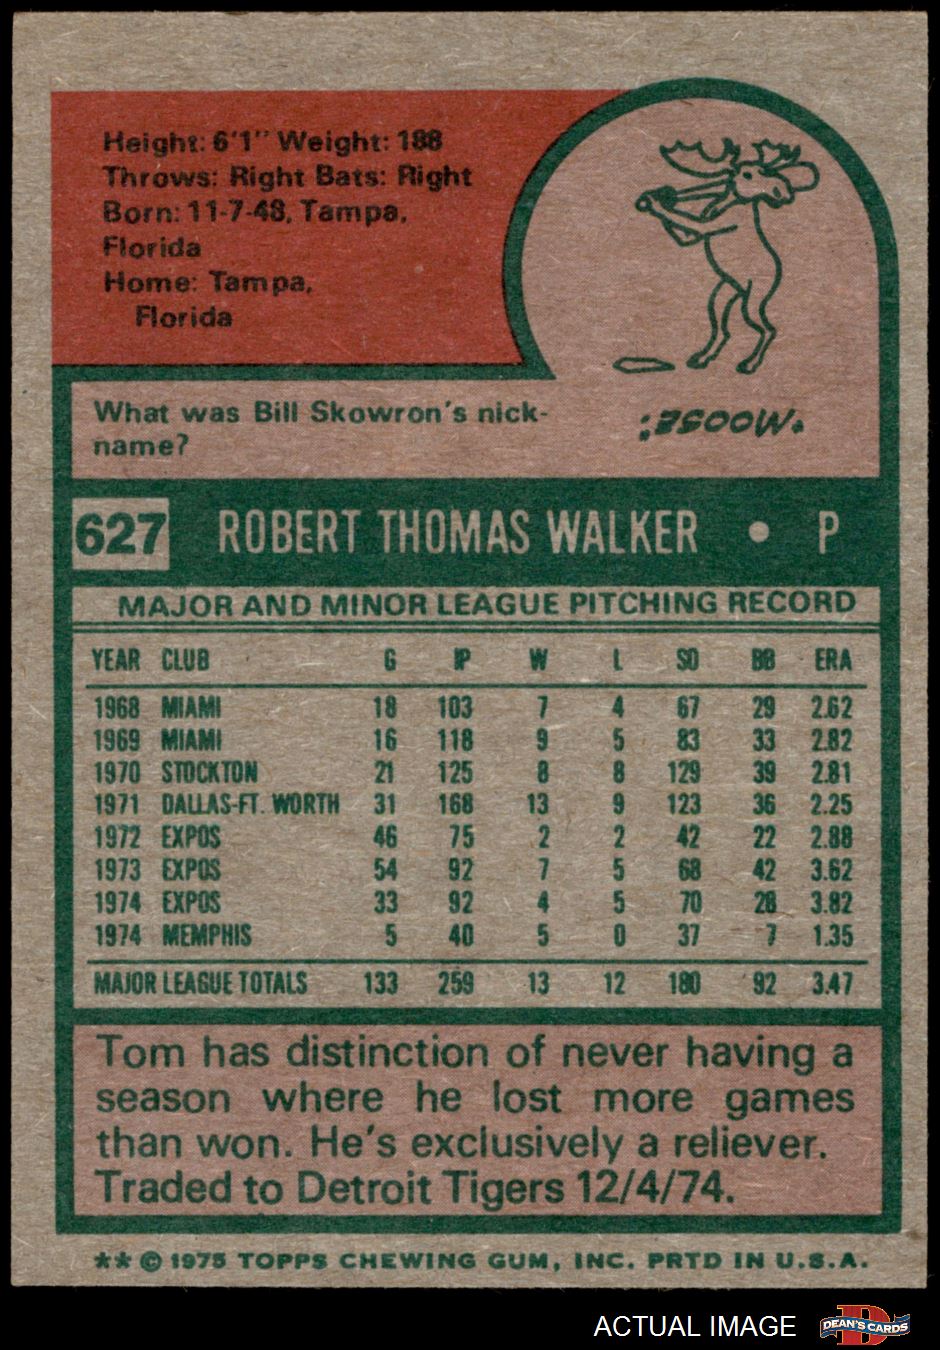 Height: 6'1" Weight: 188
Throws: Right Bats: Right
Born: 11-7-48, Tampa,
Florida
Home: Tampa,
Florida
What was Bill Skowron's nick-
name?
"MOOSE."
627 ROBERT THOMAS WALKER • P
MAJOR AND MINOR LEAGUE PITCHING RECORD
YEAR CLUB G IP W L SO BB ERA
1968 MIAMI 18 103 7 4 67 29 2.62
1969 MIAMI 16 118 9 5 83 33 2.82
1970 STOCKTON 21 125 8 8 129 39 2.81
1971 DALLAS-FT. WORTH 31 168 13 9 123 36 2.25
1972 EXPOS 46 75 2 2 42 22 2.88
1973 EXPOS 54 92 7 5 68 42 3.62
1974 EXPOS 33 92 4 5 70 28 3.82
1974 MEMPHIS 5 40 5 0 37 7 1.35
MAJOR LEAGUE TOTALS 133 259 13 12 180 92 3.47
Tom has distinction of never having a
season where he lost more games
than won. He's exclusively a reliever.
Traded to Detroit Tigers 12/4/74.
** © 1975 TOPPS CHEWING GUM, INC. PRTD IN U.S.A.
ACTUAL IMAGE DEAN'S CARDS